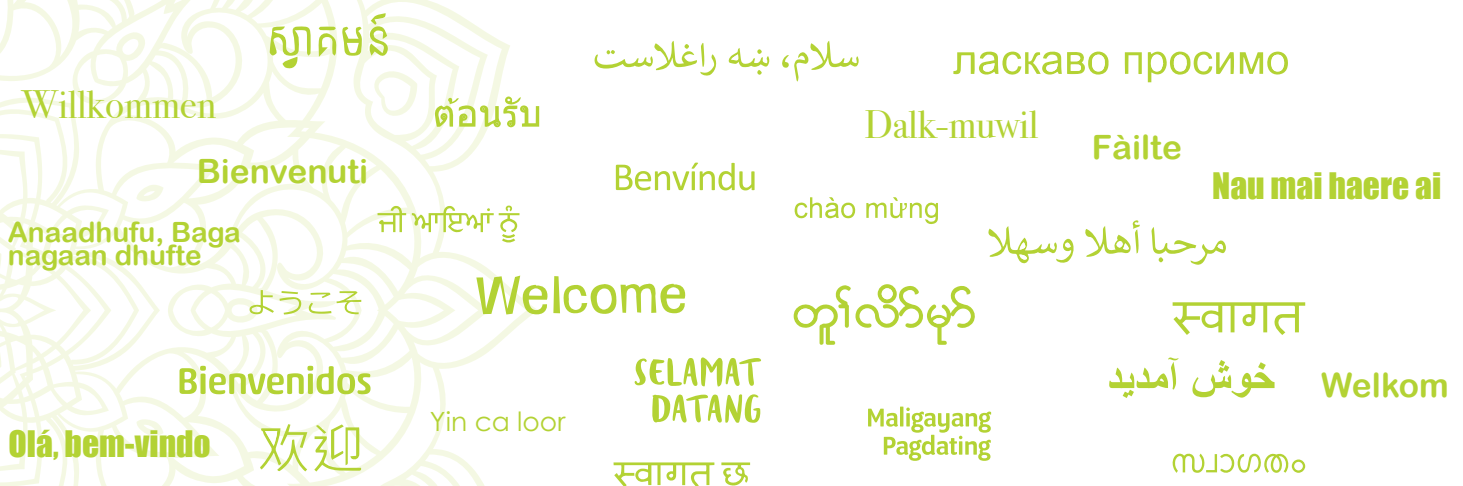 ស្វាគមន៍
سلام، ښه راغلاست
ласкаво просимо
Willkommen
ต้อนรับ
Dalk-muwil
Fàilte
Bienvenuti
Benvíndu
Nau mai haere ai
chào mừng
ਜੀ ਆਇਆਂ ਨੂੰ
Anaadhufu, Baga
nagaan dhufte
مرحبا أهلا وسهلا
ようこそ
Welcome
တူၢ်လိာ်မုာ်
स्वागत
Bienvenidos
SELAMAT
DATANG
خوش آمدید
Welkom
Yin ca loor
Maligayang
Pagdating
Olá, bem-vindo
欢迎
स्वागत छ
സ്വാഗതം